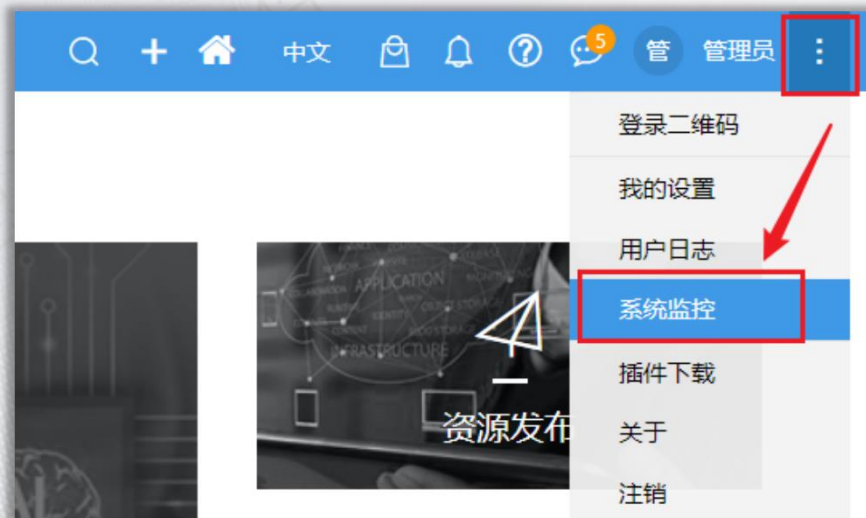 中文
5
管
管理员
登录二维码
我的设置
用户日志
系统监控
插件下载
关于
注销
APPLICATION
INFRASTRUCTURE
资源发布